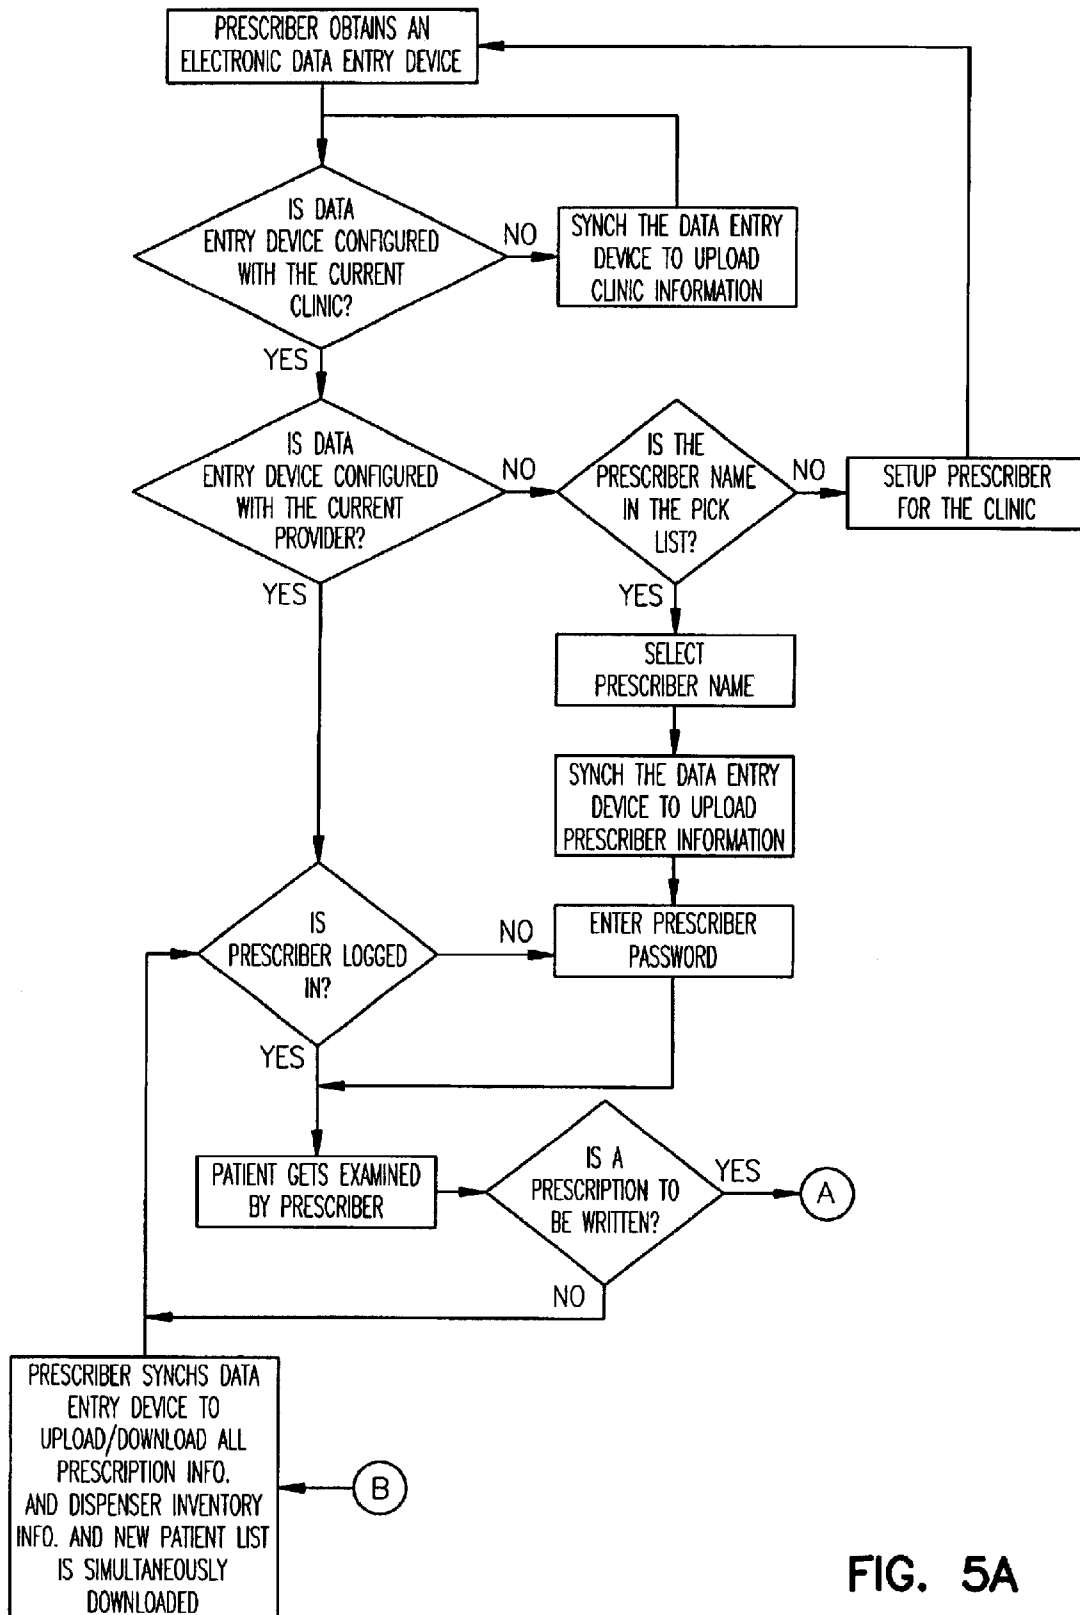 PRESCRIBER OBTAINS AN
ELECTRONIC DATA ENTRY DEVICE
IS DATA
ENTRY DEVICE CONFIGURED
WITH THE CURRENT
CLINIC?
NO
SYNCH THE DATA ENTRY
DEVICE TO UPLOAD
CLINIC INFORMATION
YES
IS DATA
ENTRY DEVICE CONFIGURED
WITH THE CURRENT
PROVIDER?
NO
IS THE
PRESCRIBER NAME
IN THE PICK
LIST?
NO
SETUP PRESCRIBER
FOR THE CLINIC
YES
YES
SELECT
PRESCRIBER NAME
SYNCH THE DATA ENTRY
DEVICE TO UPLOAD
PRESCRIBER INFORMATION
IS
PRESCRIBER LOGGED
IN?
NO
ENTER PRESCRIBER
PASSWORD
YES
PATIENT GETS EXAMINED
BY PRESCRIBER
IS A
PRESCRIPTION TO
BE WRITTEN?
YES
A
NO
PRESCRIBER SYNCHS DATA
ENTRY DEVICE TO
UPLOAD/DOWNLOAD ALL
PRESCRIPTION INFO.
AND DISPENSER INVENTORY
INFO. AND NEW PATIENT LIST
IS SIMULTANEOUSLY
DOWNLOADED
B
FIG. 5A